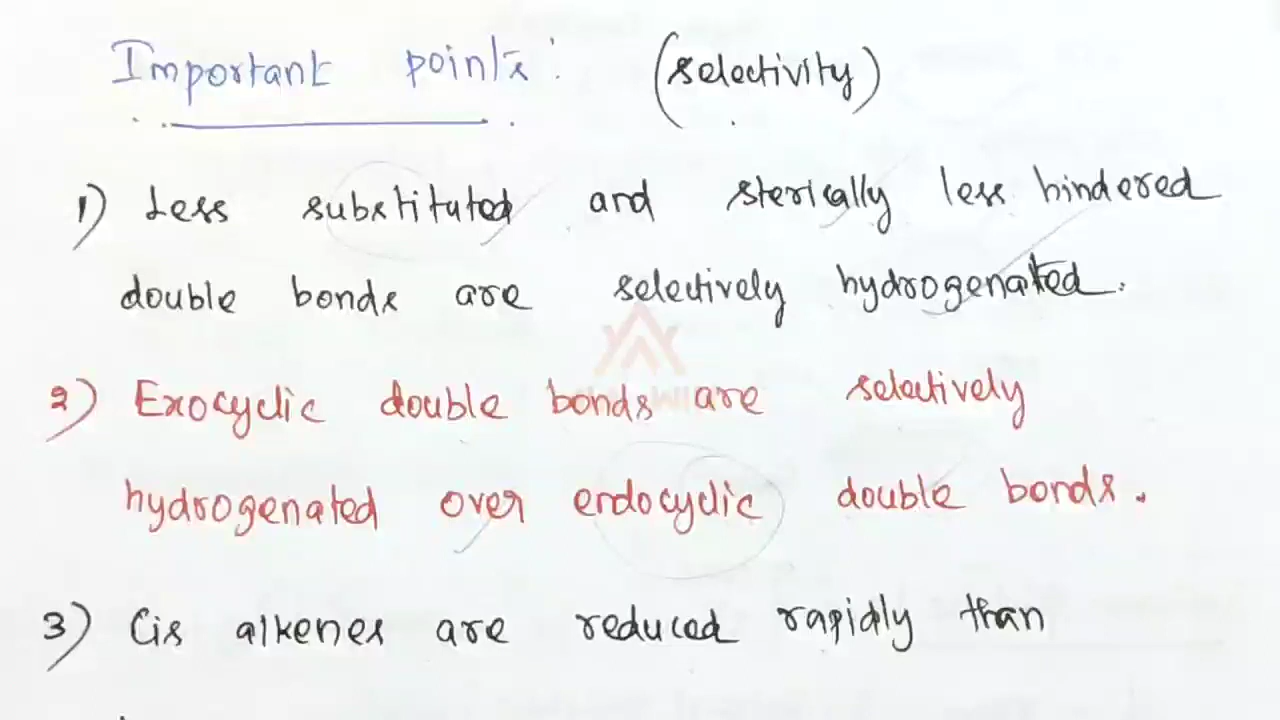 Important points: (selectivity)
1) Less substituted and sterically less hindered
double bonds are selectively hydrogenated.
2) Exocyclic double bonds are selectively
hydrogenated over endocyclic double bonds.
3) Cis alkenes are reduced rapidly than